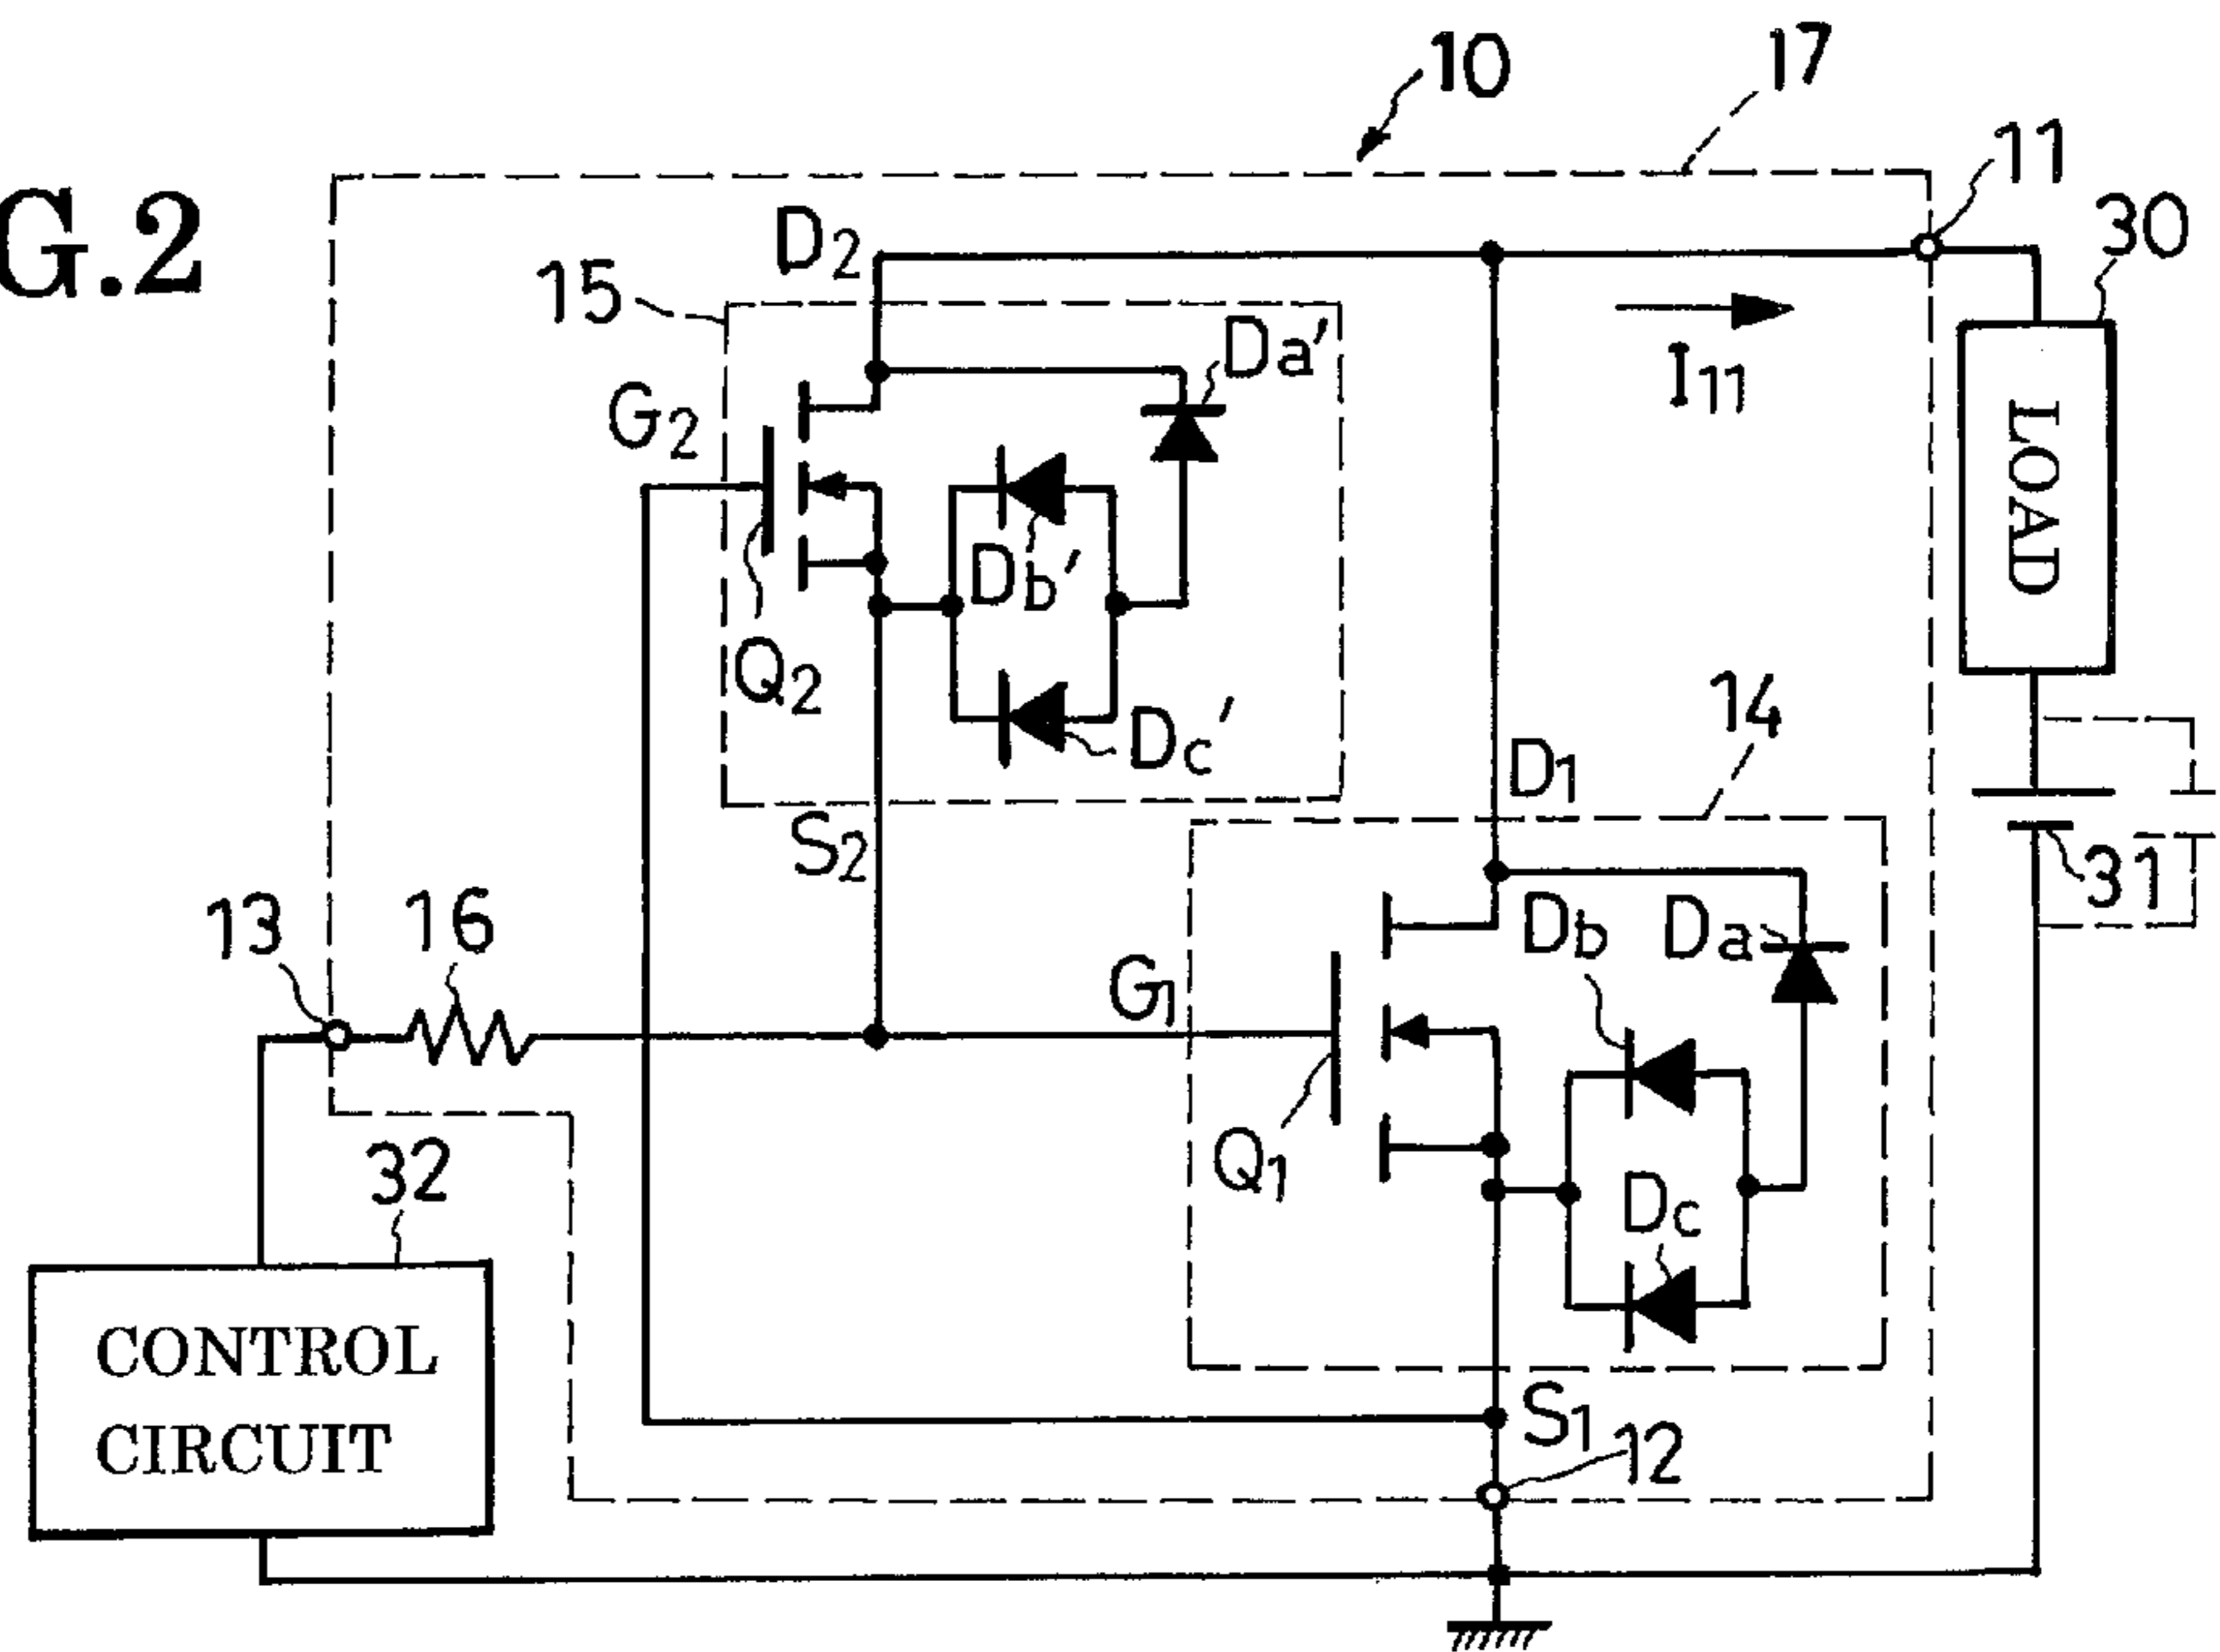 G.2
10
17
11
30
D2
15
Da'
G2
I11
LOAD
Db'
Q2
Dc'
14
D1
S2
31
13
16
Db
Da
G1
Q1
Dc
32
CONTROL
CIRCUIT
S1
12